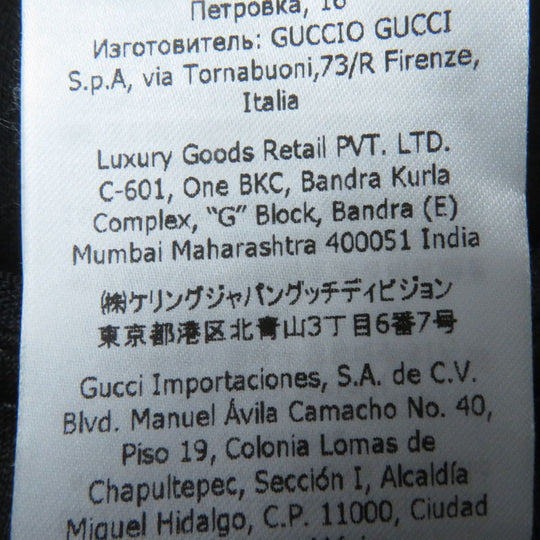 Петровка, 16
Изготовитель: GUCCIO GUCCI
S.p.A, via Tornabuoni,73/R Firenze,
Italia
Luxury Goods Retail PVT. LTD.
C-601, One BKC, Bandra Kurla
Complex, “G” Block, Bandra (E)
Mumbai Maharashtra 400051 India
㈱ケリングジャパングッチディビジョン
東京都港区北青山3丁目6番7号
Gucci Importaciones, S.A. de C.V.
Blvd. Manuel Ávila Camacho No. 40,
Piso 19, Colonia Lomas de
Chapultepec, Sección I, Alcaldía
Miguel Hidalgo, C.P. 11000, Ciudad